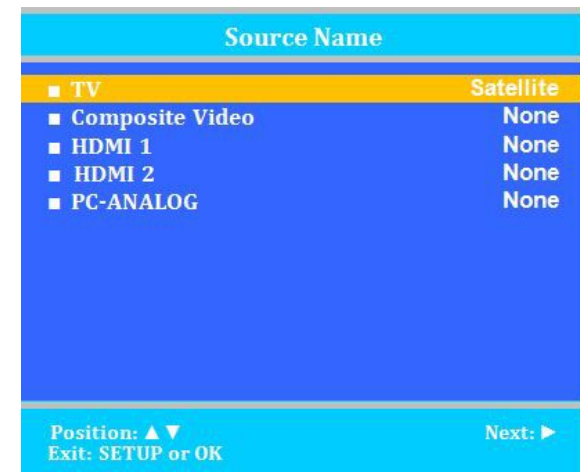 Source Name
■ TV Satellite
■ Composite Video None
■ HDMI 1 None
■ HDMI 2 None
■ PC-ANALOG None
Position: ▲ ▼ Next: ►
Exit: SETUP or OK